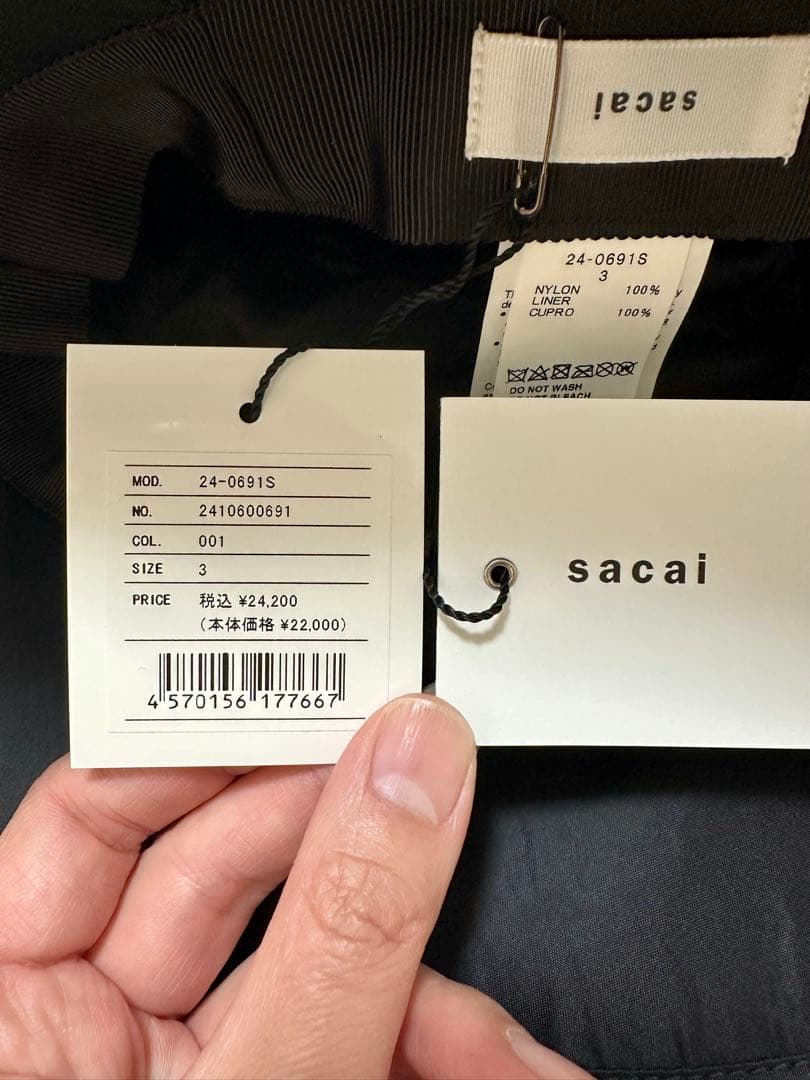 sacai
24-0691S
3
NYLON 100%
LINER
CUPRO 100%
DO NOT WASH
MOD. 24-0691S
NO. 2410600691
COL. 001
SIZE 3
PRICE 税込 ¥24,200
(本体価格 ¥22,000)
4 570156 177667
sacai